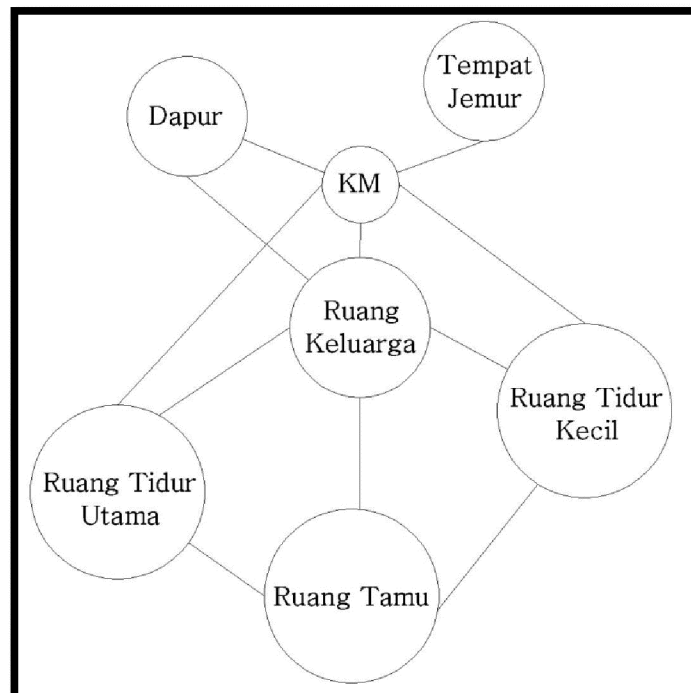 Tempat
Jemur
Dapur
KM
Ruang
Keluarga
Ruang Tidur
Kecil
Ruang Tidur
Utama
Ruang Tamu